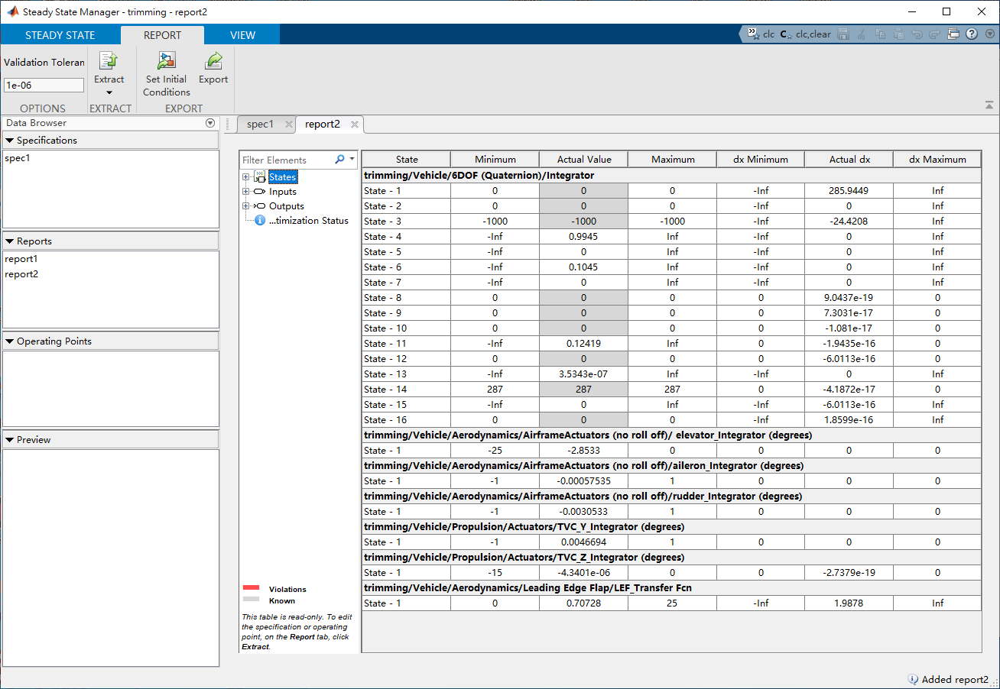 Steady State Manager - trimming - report2
STEADY STATE REPORT VIEW clc clc,clear
Validation Toleran
1e-06
Extract
Set Initial Conditions
Export
OPTIONS EXTRACT EXPORT
Data Browser
Specifications
spec1
Reports
report1
report2
Operating Points
Preview
spec1 report2
Filter Elements
States
Inputs
Outputs
...timization Status
Violations
Known
This table is read-only. To edit
the specification or operating
point, on the Report tab, click
Extract.
State Minimum Actual Value Maximum dx Minimum Actual dx dx Maximum
trimming/Vehicle/6DOF (Quaternion)/Integrator
State - 1 0 0 0 -Inf 285.9449 Inf
State - 2 0 0 0 -Inf 0 Inf
State - 3 -1000 -1000 -1000 -Inf -24.4208 Inf
State - 4 -Inf 0.9945 Inf -Inf 0 Inf
State - 5 -Inf 0 Inf -Inf 0 Inf
State - 6 -Inf 0.1045 Inf -Inf 0 Inf
State - 7 -Inf 0 Inf -Inf 0 Inf
State - 8 0 0 0 0 9.0437e-19 0
State - 9 0 0 0 0 7.3031e-17 0
State - 10 0 0 0 0 -1.081e-17 0
State - 11 -Inf 0.12419 Inf 0 -1.9435e-16 0
State - 12 0 0 0 0 -6.0113e-16 0
State - 13 -Inf 3.5343e-07 Inf -Inf 0 Inf
State - 14 287 287 287 0 -4.1872e-17 0
State - 15 -Inf 0 Inf -Inf -6.0113e-16 Inf
State - 16 0 0 0 -Inf 1.8599e-16 Inf
trimming/Vehicle/Aerodynamics/AirframeActuators (no roll off)/ elevator_Integrator (degrees)
State - 1 -25 -2.8533 0 0 0 0
trimming/Vehicle/Aerodynamics/AirframeActuators (no roll off)/aileron_Integrator (degrees)
State - 1 -1 -0.00057535 1 0 0 0
trimming/Vehicle/Aerodynamics/AirframeActuators (no roll off)/rudder_Integrator (degrees)
State - 1 -1 -0.0030533 1 0 0 0
trimming/Vehicle/Propulsion/Actuators/TVC_Y_Integrator (degrees)
State - 1 -1 0.0046694 1 0 0 0
trimming/Vehicle/Propulsion/Actuators/TVC_Z_Integrator (degrees)
State - 1 -15 -4.3401e-06 0 0 -2.7379e-19 0
trimming/Vehicle/Aerodynamics/Leading Edge Flap/LEF_Transfer Fcn
State - 1 0 0.70728 25 -Inf 1.9878 Inf
Added report2